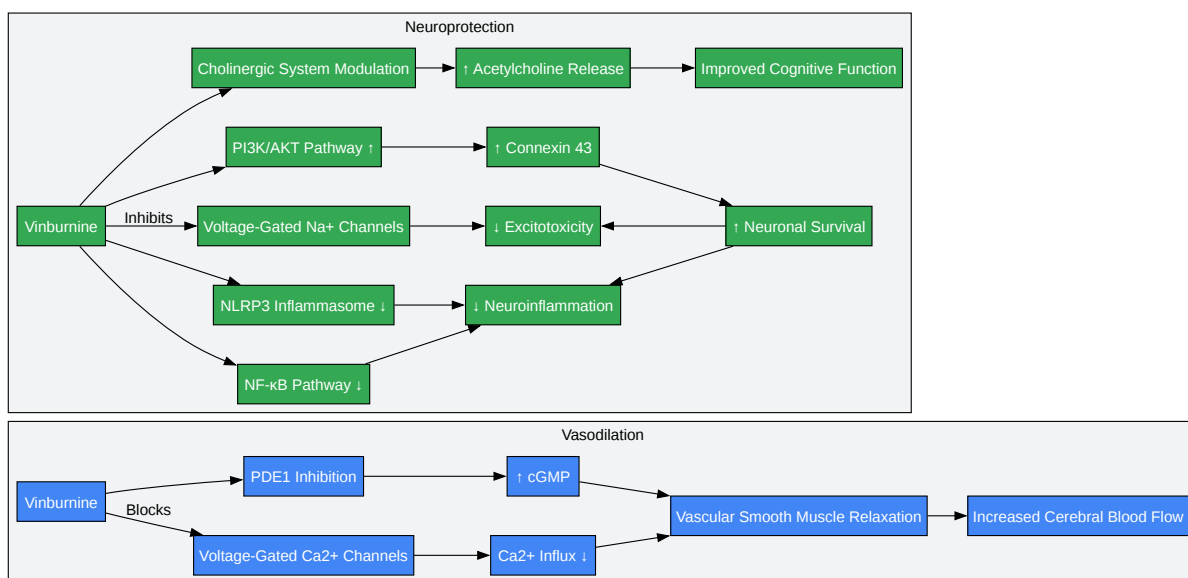 Neuroprotection
Cholinergic System Modulation
↑ Acetylcholine Release
Improved Cognitive Function
PI3K/AKT Pathway ↑
↑ Connexin 43
Vinburnine
Inhibits
Voltage-Gated Na+ Channels
↓ Excitotoxicity
↑ Neuronal Survival
NLRP3 Inflammasome ↓
↓ Neuroinflammation
NF-κB Pathway ↓
Vasodilation
Vinburnine
PDE1 Inhibition
↑ cGMP
Blocks
Voltage-Gated Ca2+ Channels
Ca2+ Influx ↓
Vascular Smooth Muscle Relaxation
Increased Cerebral Blood Flow